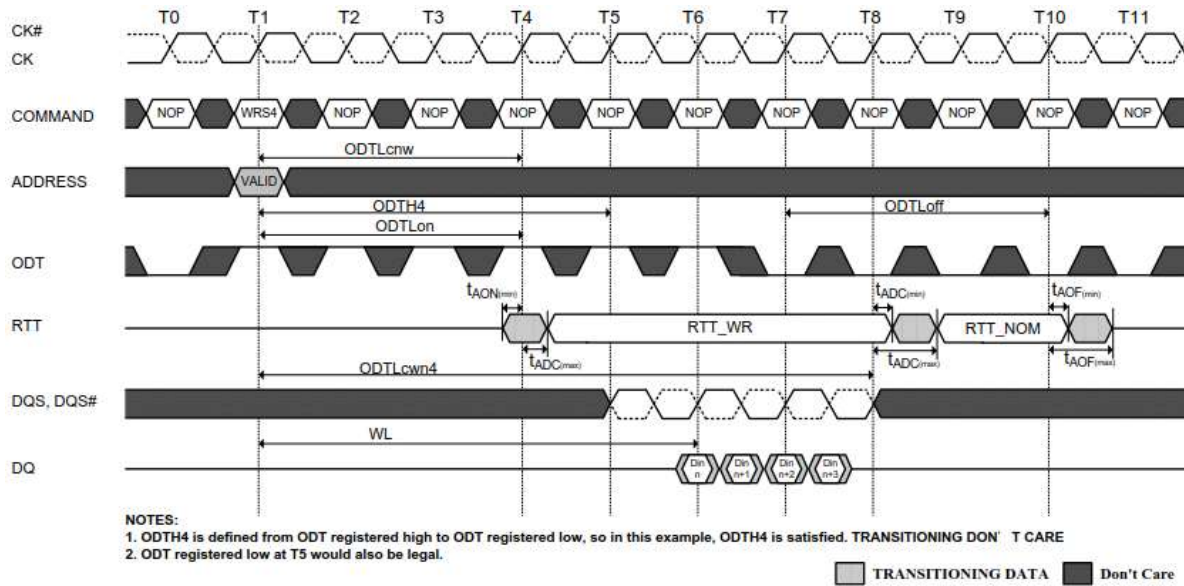 T0 T1 T2 T3 T4 T5 T6 T7 T8 T9 T10 T11
CK#
CK
COMMAND NOP WRS4 NOP NOP NOP NOP NOP NOP NOP NOP NOP NOP
ODTLcnw
ADDRESS VALID
ODTH4 ODTLoff
ODTLon
ODT
tAON(min) tADC(min) tAOF(min)
RTT RTT_WR RTT_NOM
tADC(max) tADC(max) tAOF(max)
ODTLcwn4
DQS, DQS#
WL
DQ Din n Din n+1 Din n+2 Din n+3
NOTES:
1. ODTH4 is defined from ODT registered high to ODT registered low, so in this example, ODTH4 is satisfied. TRANSITIONING DON' T CARE
2. ODT registered low at T5 would also be legal.
TRANSITIONING DATA Don't Care